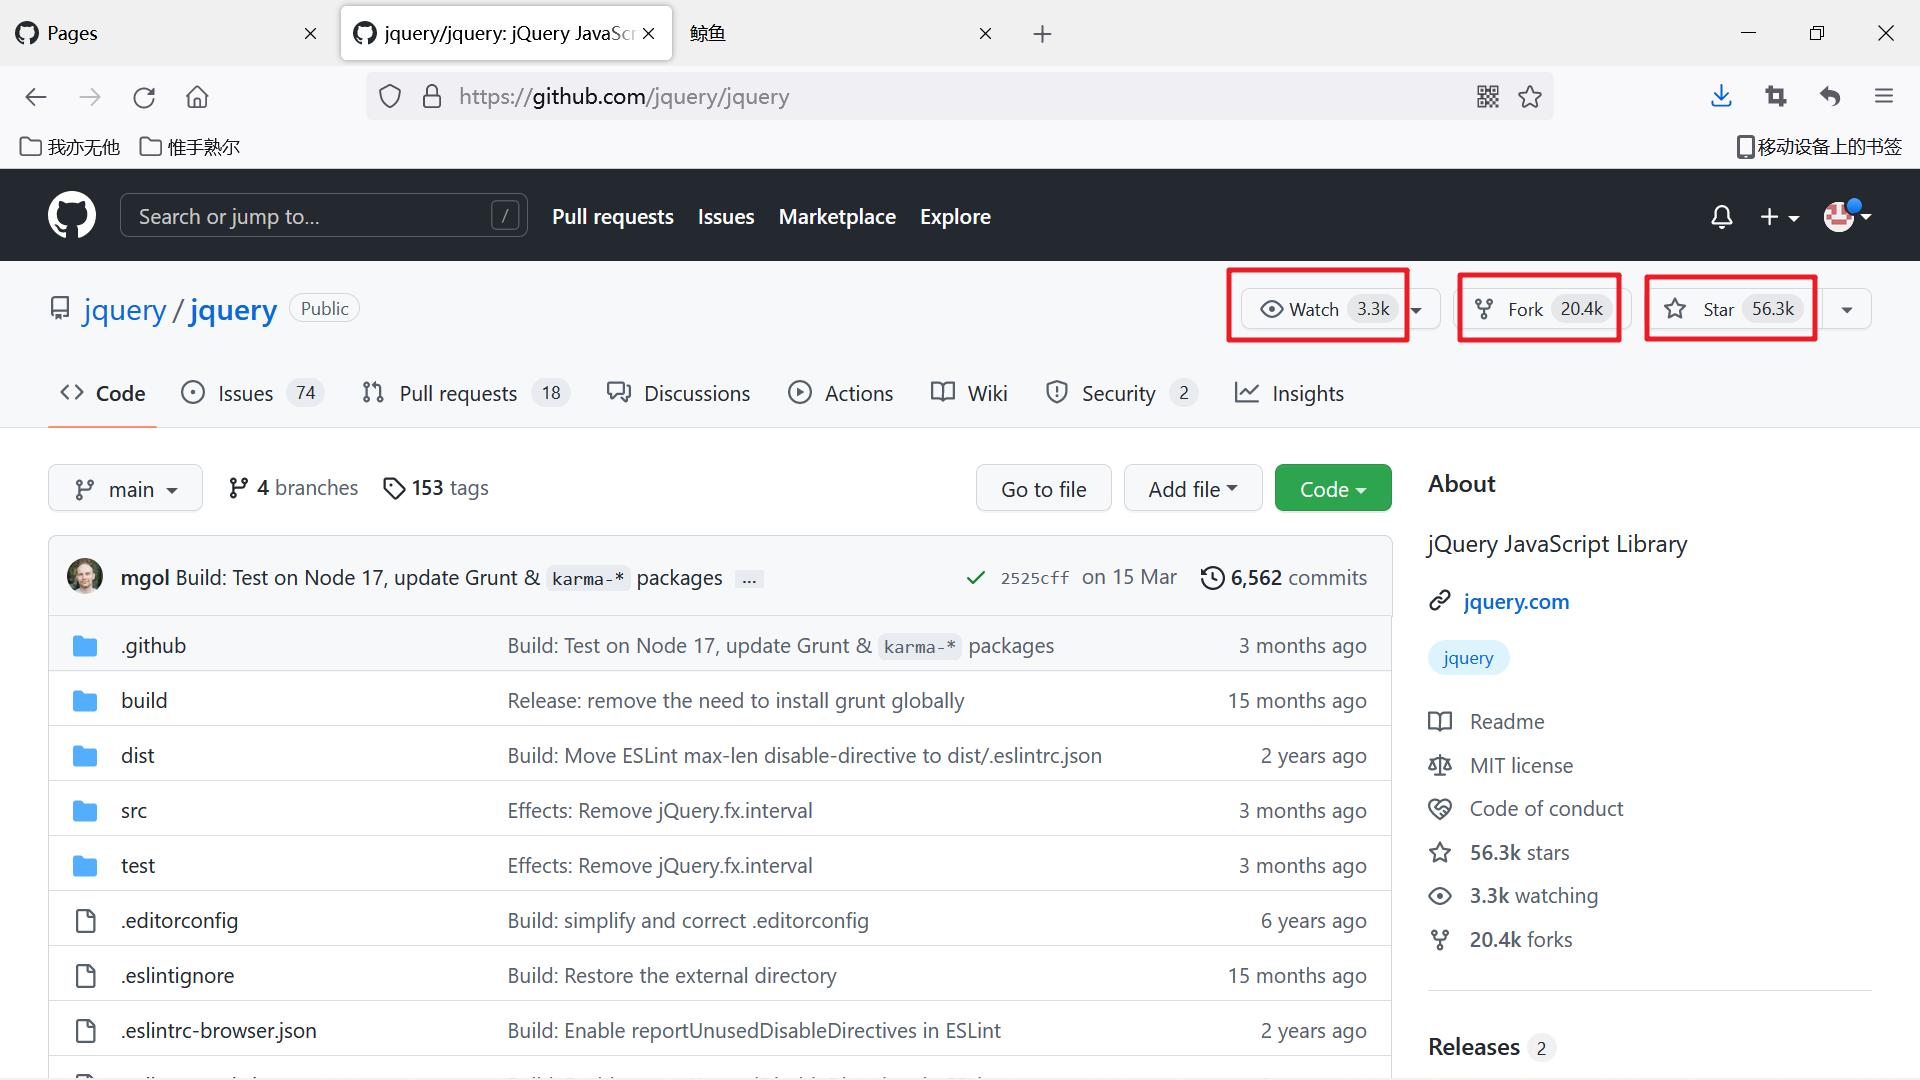 Pages
jquery/jquery: jQuery JavaScr
鲸鱼
https://github.com/jquery/jquery
我亦无他
惟手熟尔
移动设备上的书签
Search or jump to...
/
Pull requests
Issues
Marketplace
Explore
jquery / jquery
Public
Watch 3.3k
Fork 20.4k
Star 56.3k
Code
Issues 74
Pull requests 18
Discussions
Actions
Wiki
Security 2
Insights
main
4 branches
153 tags
Go to file
Add file
Code
mgol Build: Test on Node 17, update Grunt & karma-* packages ...
2525cff on 15 Mar
6,562 commits
.github Build: Test on Node 17, update Grunt & karma-* packages 3 months ago
build Release: remove the need to install grunt globally 15 months ago
dist Build: Move ESLint max-len disable-directive to dist/.eslintrc.json 2 years ago
src Effects: Remove jQuery.fx.interval 3 months ago
test Effects: Remove jQuery.fx.interval 3 months ago
.editorconfig Build: simplify and correct .editorconfig 6 years ago
.eslintignore Build: Restore the external directory 15 months ago
.eslintrc-browser.json Build: Enable reportUnusedDisableDirectives in ESLint 2 years ago
About
jQuery JavaScript Library
jquery.com
jquery
Readme
MIT license
Code of conduct
56.3k stars
3.3k watching
20.4k forks
Releases 2